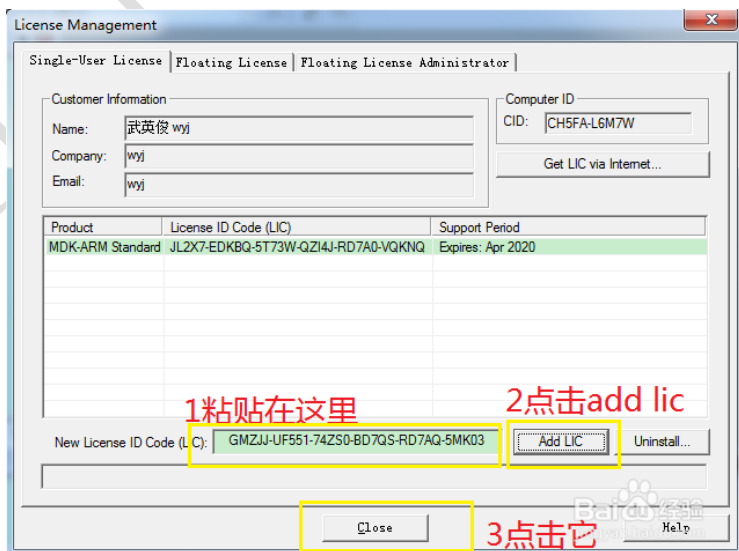 License Management
Single-User License Floating License Floating License Administrator
Customer Information
Name: 武英俊 wyj
Company: wyj
Email: wyj
Computer ID
CID: CH5FA-L6M7W
Get LIC via Internet...
Product License ID Code (LIC) Support Period
MDK-ARM Standard JL2X7-EDKBQ-5T73W-QZI4J-RD7A0-VQKNQ Expires: Apr 2020
1粘贴在这里
2点击add lic
New License ID Code (LIC): GMZJJ-UF551-74ZS0-BD7QS-RD7AQ-5MK03 Add LIC Uninstall...
Close
3点击它
Help
Baidu 经验